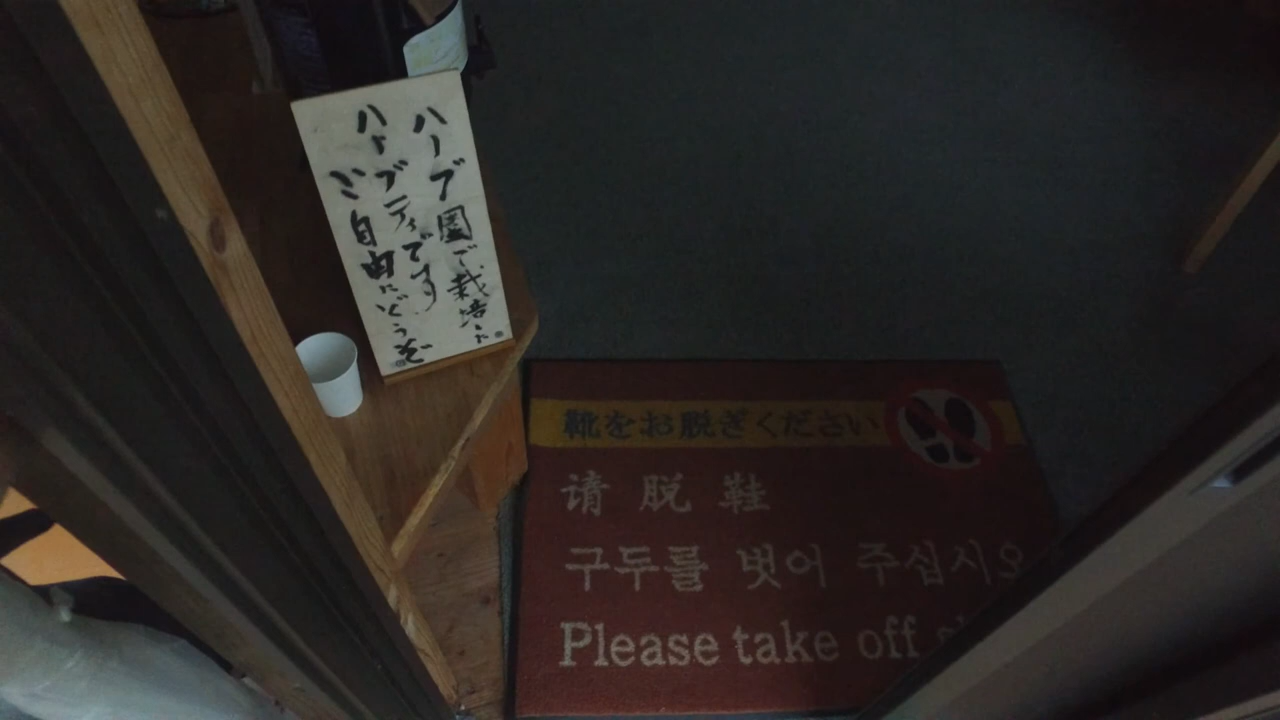 ハーブ園で栽培した
ハーブティです。
ご自由にどうぞ
靴をお脱ぎください
请脱鞋
구두를 벗어 주십시오
Please take off